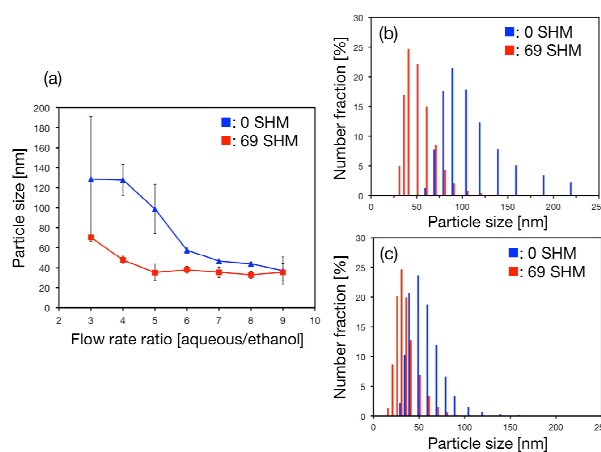 (a)
Particle size [nm]
200
180
160
140
120
100
80
60
40
20
0
: 0 SHM
: 69 SHM
2 3 4 5 6 7 8 9 10
Flow rate ratio [aqueous/ethanol]
(b)
Number fraction [%]
30
25
20
15
10
5
0
: 0 SHM
: 69 SHM
0 50 100 150 200 250
Particle size [nm]
(c)
Number fraction [%]
30
25
20
15
10
5
0
: 0 SHM
: 69 SHM
0 50 100 150 200 250
Particle size [nm]